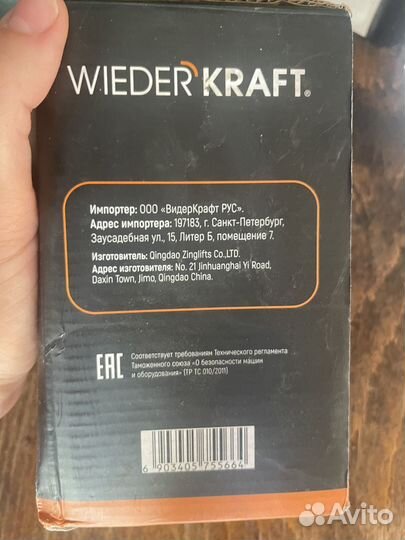 WIEDERKRAFT®
Импортер: ООО «ВидерКрафт РУС».
Адрес импортера: 197183, г. Санкт-Петербург,
Заусадебная ул., 15, Литер Б, помещение 7.
Изготовитель: Qingdao Zinglifts Co.,LTD.
Адрес изготовителя: No. 21 Jinhuanghai Yi Road,
Daxin Town, Jimo, Qingdao China.
EAC
Соответствует требованиям Технического регламента
Таможенного союза «О безопасности машин
и оборудования» (ТР ТС 010/2011)
6 903405 755664
Avito